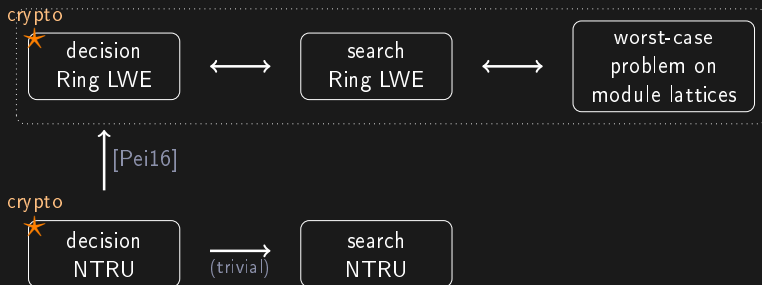 crypto
decision
Ring LWE
search
Ring LWE
worst-case
problem on
module lattices
[Pei16]
crypto
decision
NTRU
(trivial)
search
NTRU